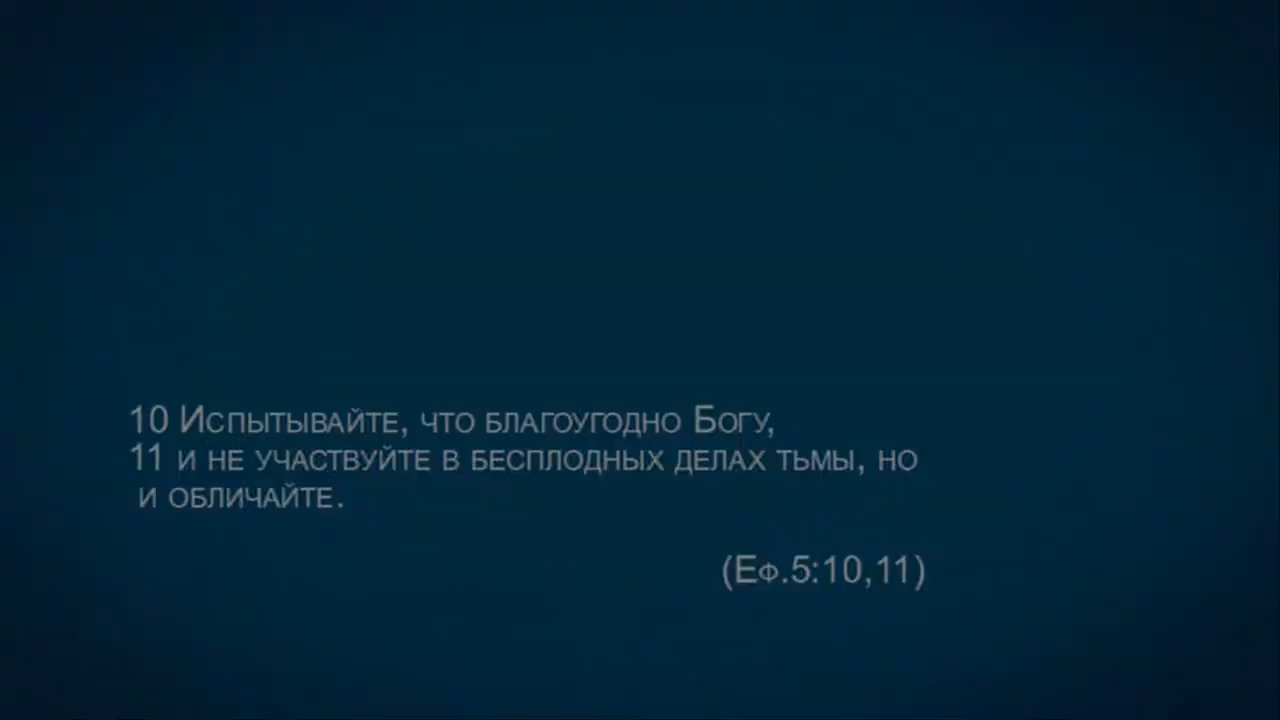 10 Испытывайте, что благоугодно Богу,
11 и не участвуйте в бесплодных делах тьмы, но
и обличайте.
(Еф.5:10,11)